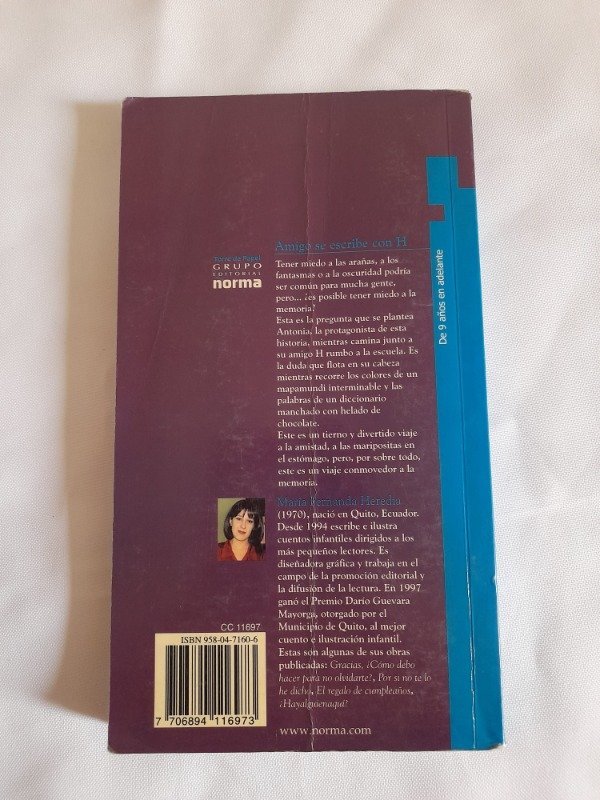 Amigo se escribe con H
Torre de Papel
GRUPO
EDITORIAL
norma
Tener miedo a las arañas, a los
fantasmas o a la oscuridad podría
ser común para mucha gente,
pero... ¿es posible tener miedo a la
memoria?
Esta es la pregunta que se plantea
Antonia, la protagonista de esta
historia, mientras camina junto a
su amigo H rumbo a la escuela. Es
la duda que flota en su cabeza
mientras recorre los colores de un
mapamundi interminable y las
palabras de un diccionario
manchado con helado de
chocolate.
Este es un tierno y divertido viaje
a la amistad, a las maripositas en
el estómago, pero, por sobre todo,
este es un viaje conmovedor a la
memoria.
María Fernanda Heredia
(1970), nació en Quito, Ecuador.
Desde 1994 escribe e ilustra
cuentos infantiles dirigidos a los
más pequeños lectores. Es
diseñadora gráfica y trabaja en el
campo de la promoción editorial y
la difusión de la lectura. En 1997
ganó el Premio Darío Guevara
Mayorga, otorgado por el
Municipio de Quito, al mejor
cuento e ilustración infantil.
Estas son algunas de sus obras
publicadas: Gracias, ¿Cómo debo
hacer para no olvidarte?, Por si no te lo
he dicho, El regalo de cumpleaños,
¿Hayalguienaquí?
www.norma.com
CC 11697
ISBN 958-04-7160-6
7 706894 116973
De 9 años en adelante